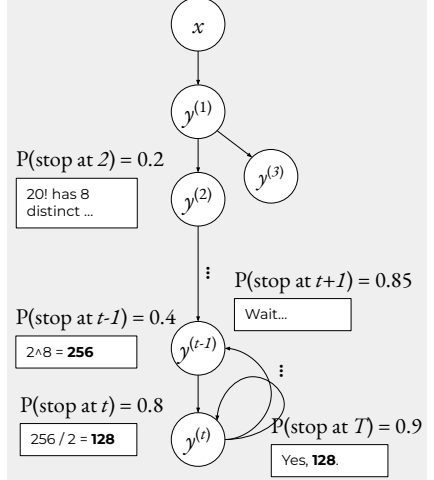 x
y(1)
P(stop at 2) = 0.2
20! has 8
distinct ...
y(2)
y(3)
⋮
P(stop at t+1) = 0.85
Wait...
P(stop at t-1) = 0.4
2^8 = 256
y(t-1)
⋮
P(stop at t) = 0.8
256 / 2 = 128
y(t)
P(stop at T) = 0.9
Yes, 128.